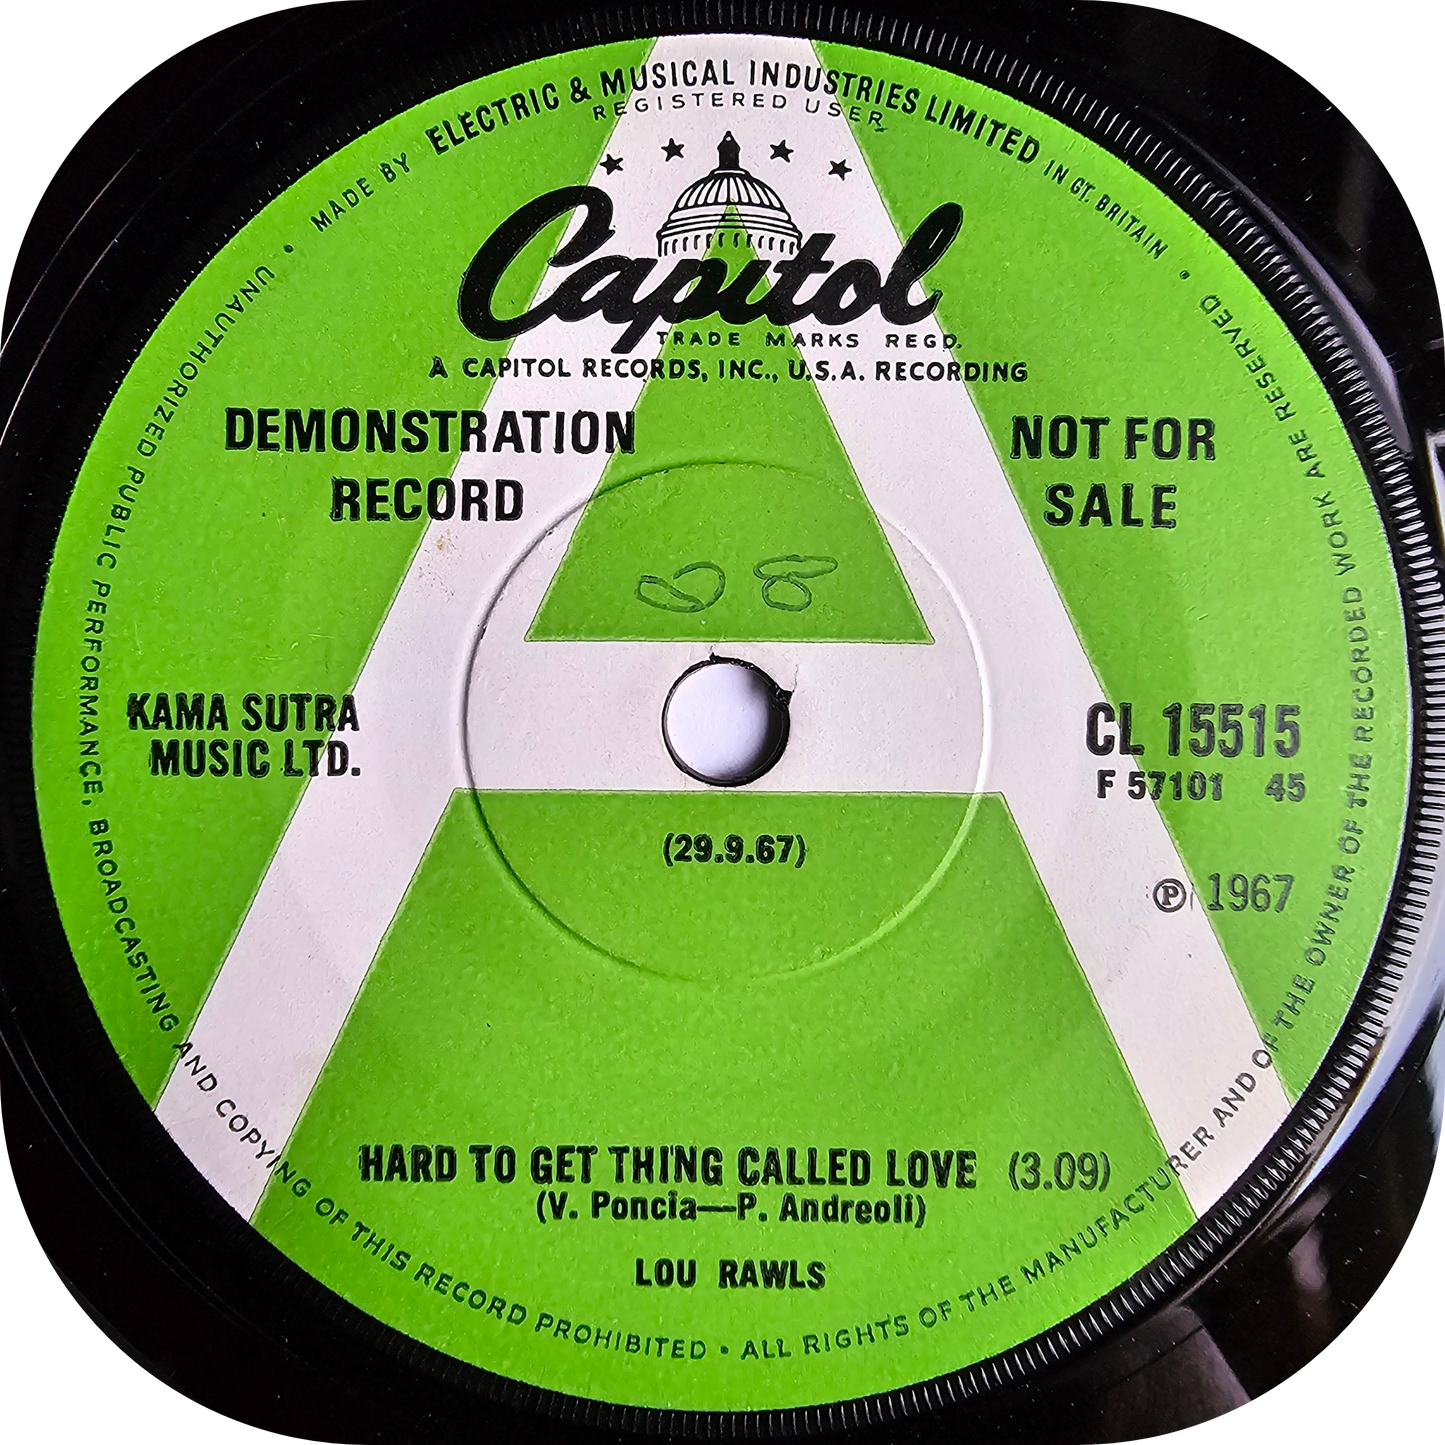 MADE BY ELECTRIC & MUSICAL INDUSTRIES LIMITED IN GT. BRITAIN •
REGISTERED USER
Capitol
TRADE MARKS REGD.
A CAPITOL RECORDS, INC., U.S.A. RECORDING
DEMONSTRATION
RECORD
NOT FOR
SALE
KAMA SUTRA
MUSIC LTD.
CL 15515
F 57101 45
(29.9.67)
℗ 1967
HARD TO GET THING CALLED LOVE (3.09)
(V. Poncia—P. Andreoli)
LOU RAWLS
ALL RIGHTS OF THE MANUFACTURER AND OF THE OWNER OF THE RECORDED WORK ARE RESERVED •
UNAUTHORIZED PUBLIC PERFORMANCE, BROADCASTING AND COPYING OF THIS RECORD PROHIBITED •